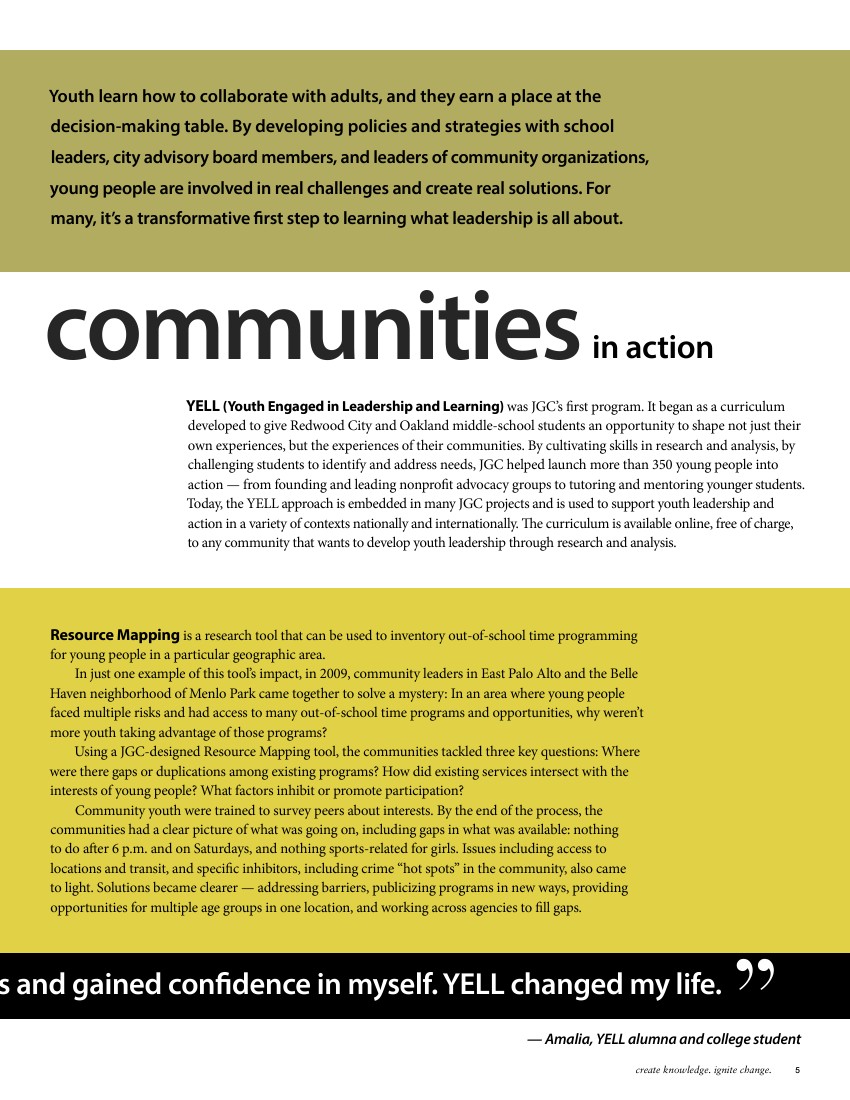 Youth learn how to collaborate with adults, and they earn a place at the
decision-making table. By developing policies and strategies with school
leaders, city advisory board members, and leaders of community organizations,
young people are involved in real challenges and create real solutions. For
many, it’s a transformative first step to learning what leadership is all about.
communities in action
YELL (Youth Engaged in Leadership and Learning) was JGC’s first program. It began as a curriculum
developed to give Redwood City and Oakland middle-school students an opportunity to shape not just their
own experiences, but the experiences of their communities. By cultivating skills in research and analysis, by
challenging students to identify and address needs, JGC helped launch more than 350 young people into
action — from founding and leading nonprofit advocacy groups to tutoring and mentoring younger students.
Today, the YELL approach is embedded in many JGC projects and is used to support youth leadership and
action in a variety of contexts nationally and internationally. The curriculum is available online, free of charge,
to any community that wants to develop youth leadership through research and analysis.
Resource Mapping is a research tool that can be used to inventory out-of-school time programming
for young people in a particular geographic area.
In just one example of this tool’s impact, in 2009, community leaders in East Palo Alto and the Belle
Haven neighborhood of Menlo Park came together to solve a mystery: In an area where young people
faced multiple risks and had access to many out-of-school time programs and opportunities, why weren’t
more youth taking advantage of those programs?
Using a JGC-designed Resource Mapping tool, the communities tackled three key questions: Where
were there gaps or duplications among existing programs? How did existing services intersect with the
interests of young people? What factors inhibit or promote participation?
Community youth were trained to survey peers about interests. By the end of the process, the
communities had a clear picture of what was going on, including gaps in what was available: nothing
to do after 6 p.m. and on Saturdays, and nothing sports-related for girls. Issues including access to
locations and transit, and specific inhibitors, including crime “hot spots” in the community, also came
to light. Solutions became clearer — addressing barriers, publicizing programs in new ways, providing
opportunities for multiple age groups in one location, and working across agencies to fill gaps.
s and gained confidence in myself. YELL changed my life. ”
— Amalia, YELL alumna and college student
create knowledge. ignite change. 5